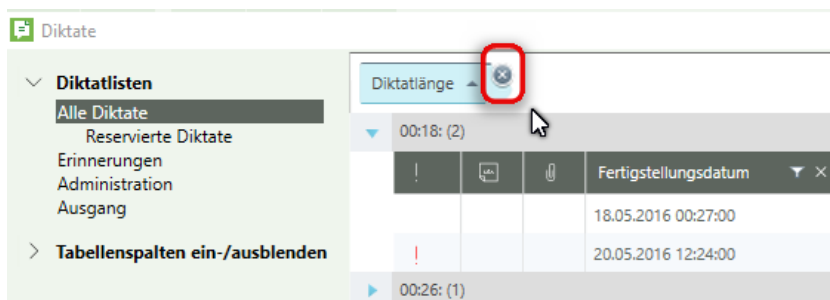 Diktate
Diktatlisten
Alle Diktate
Reservierte Diktate
Erinnerungen
Administration
Ausgang
Tabellenspalten ein-/ausblenden
Diktatlänge
00:18: (2)
! Fertigstellungsdatum
18.05.2016 00:27:00
! 20.05.2016 12:24:00
00:26: (1)